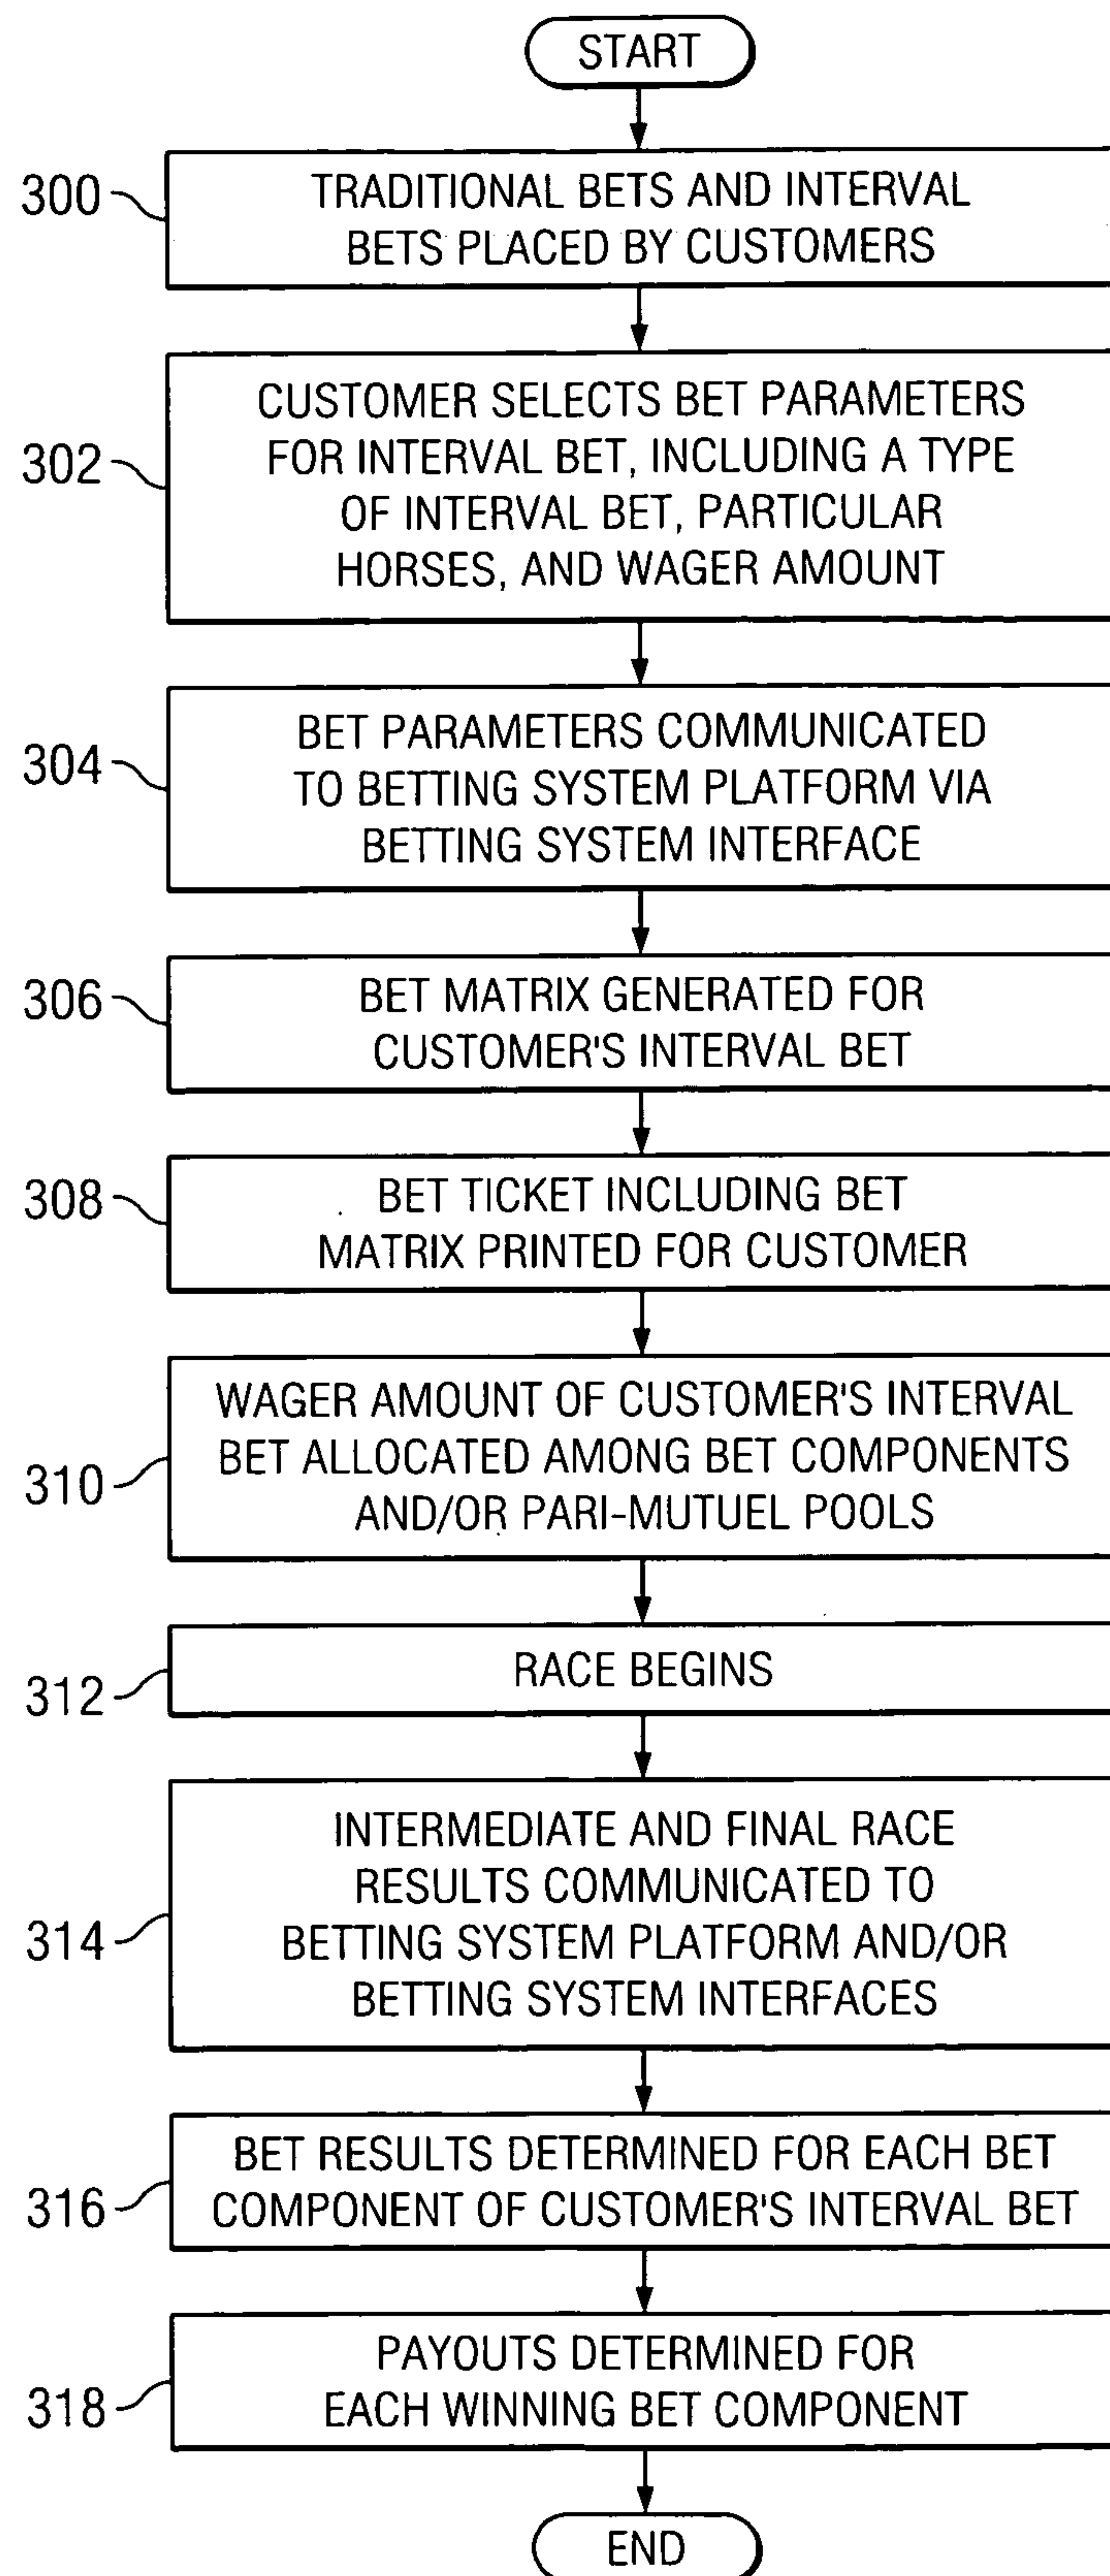 START
300
TRADITIONAL BETS AND INTERVAL
BETS PLACED BY CUSTOMERS
302
CUSTOMER SELECTS BET PARAMETERS
FOR INTERVAL BET, INCLUDING A TYPE
OF INTERVAL BET, PARTICULAR
HORSES, AND WAGER AMOUNT
304
BET PARAMETERS COMMUNICATED
TO BETTING SYSTEM PLATFORM VIA
BETTING SYSTEM INTERFACE
306
BET MATRIX GENERATED FOR
CUSTOMER'S INTERVAL BET
308
BET TICKET INCLUDING BET
MATRIX PRINTED FOR CUSTOMER
310
WAGER AMOUNT OF CUSTOMER'S INTERVAL
BET ALLOCATED AMONG BET COMPONENTS
AND/OR PARI-MUTUEL POOLS
312
RACE BEGINS
314
INTERMEDIATE AND FINAL RACE
RESULTS COMMUNICATED TO
BETTING SYSTEM PLATFORM AND/OR
BETTING SYSTEM INTERFACES
316
BET RESULTS DETERMINED FOR EACH BET
COMPONENT OF CUSTOMER'S INTERVAL BET
318
PAYOUTS DETERMINED FOR
EACH WINNING BET COMPONENT
END